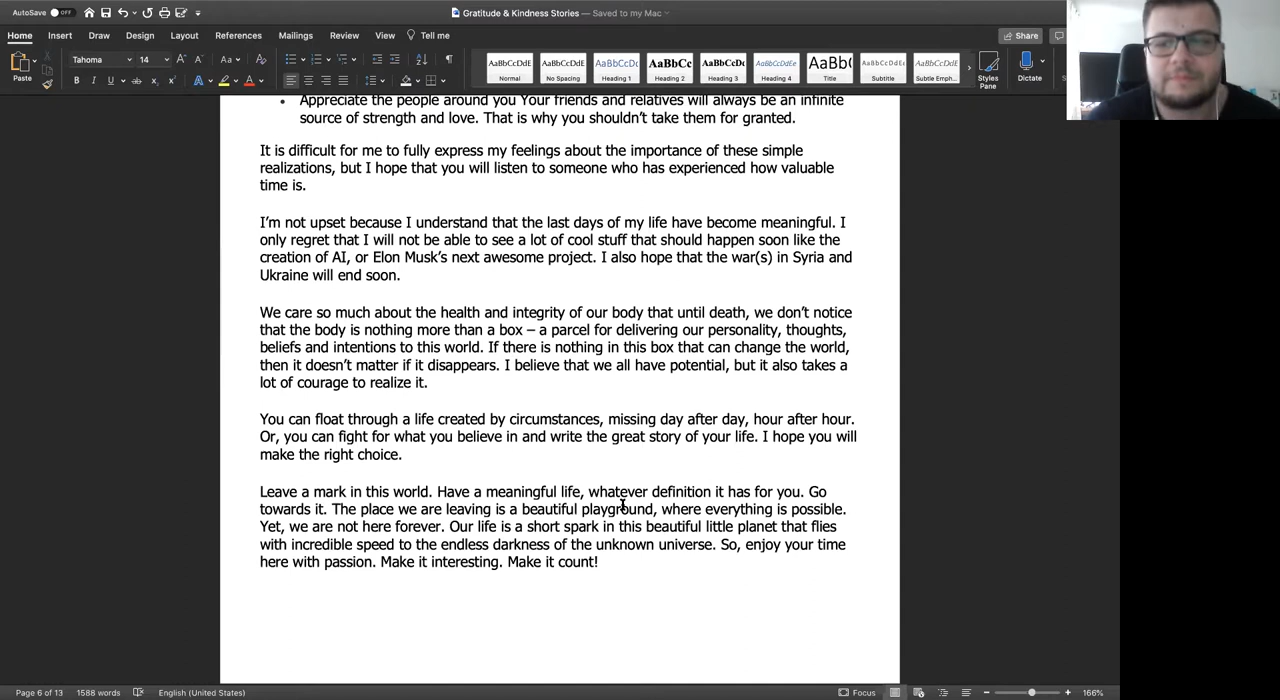 AutoSave OFF
Gratitude & Kindness Stories — Saved to my Mac
Home Insert Draw Design Layout References Mailings Review View Tell me
Share
Paste
Tahoma 14
AaBbCcDdE AaBbCcDdE AaBbCcDc AaBbCc AaBbCcDc AaBbCcDdEe AaBb( AaBbCcDdE AaBbCcDdE
Normal No Spacing Heading 1 Heading 2 Heading 3 Heading 4 Title Subtitle Subtle Emph...
Styles Pane
Dictate
• Appreciate the people around you Your friends and relatives will always be an infinite
source of strength and love. That is why you shouldn’t take them for granted.
It is difficult for me to fully express my feelings about the importance of these simple
realizations, but I hope that you will listen to someone who has experienced how valuable
time is.
I’m not upset because I understand that the last days of my life have become meaningful. I
only regret that I will not be able to see a lot of cool stuff that should happen soon like the
creation of AI, or Elon Musk’s next awesome project. I also hope that the war(s) in Syria and
Ukraine will end soon.
We care so much about the health and integrity of our body that until death, we don’t notice
that the body is nothing more than a box – a parcel for delivering our personality, thoughts,
beliefs and intentions to this world. If there is nothing in this box that can change the world,
then it doesn’t matter if it disappears. I believe that we all have potential, but it also takes a
lot of courage to realize it.
You can float through a life created by circumstances, missing day after day, hour after hour.
Or, you can fight for what you believe in and write the great story of your life. I hope you will
make the right choice.
Leave a mark in this world. Have a meaningful life, whatever definition it has for you. Go
towards it. The place we are leaving is a beautiful playground, where everything is possible.
Yet, we are not here forever. Our life is a short spark in this beautiful little planet that flies
with incredible speed to the endless darkness of the unknown universe. So, enjoy your time
here with passion. Make it interesting. Make it count!
Page 6 of 13 1588 words English (United States) Focus 166%